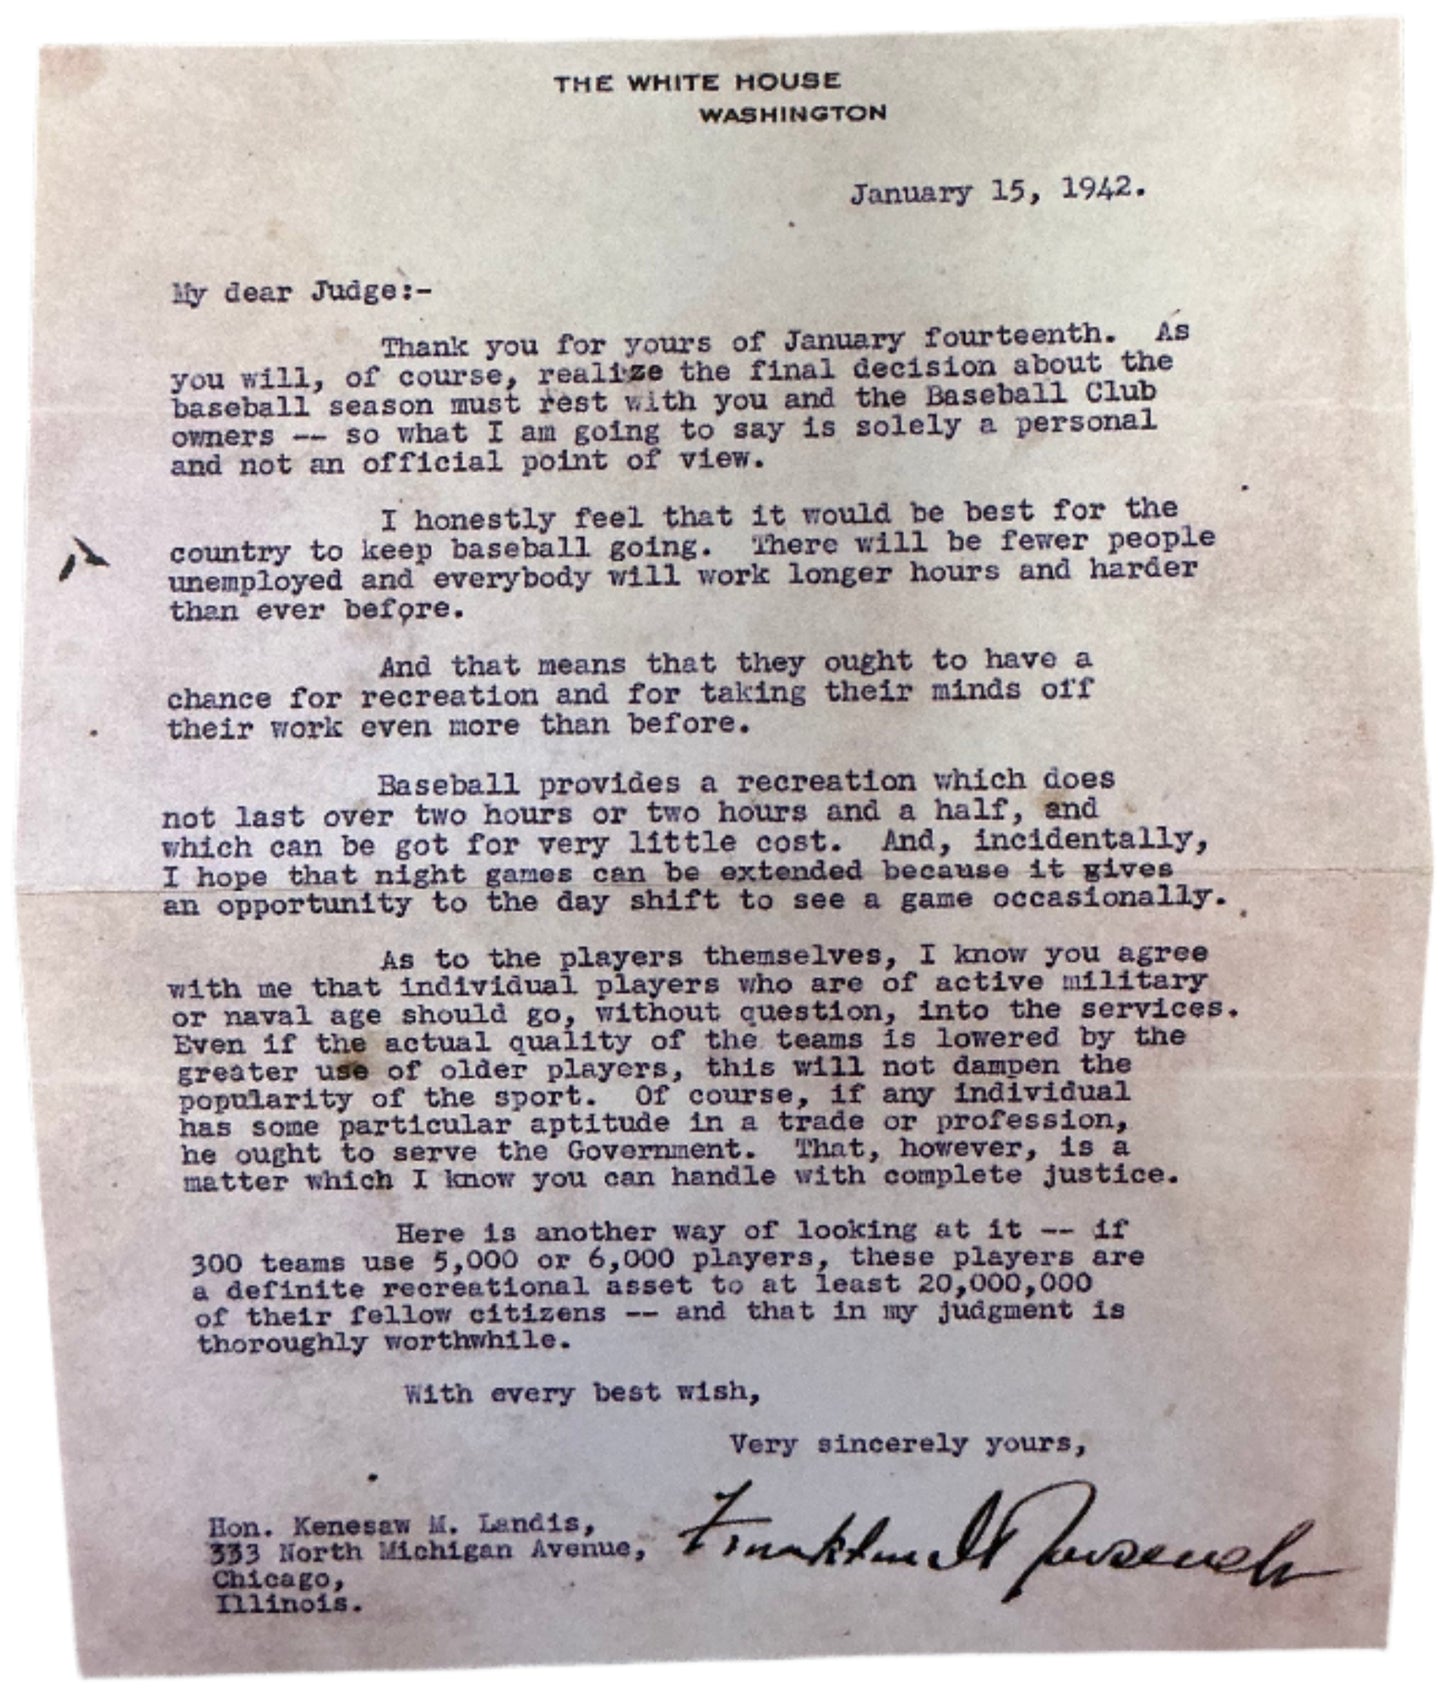 THE WHITE HOUSE
WASHINGTON
January 15, 1942.
My dear Judge:-
Thank you for yours of January fourteenth. As
you will, of course, realize the final decision about the
baseball season must rest with you and the Baseball Club
owners -- so what I am going to say is solely a personal
and not an official point of view.
I honestly feel that it would be best for the
country to keep baseball going. There will be fewer people
unemployed and everybody will work longer hours and harder
than ever before.
And that means that they ought to have a
chance for recreation and for taking their minds off
their work even more than before.
Baseball provides a recreation which does
not last over two hours or two hours and a half, and
which can be got for very little cost. And, incidentally,
I hope that night games can be extended because it gives
an opportunity to the day shift to see a game occasionally.
As to the players themselves, I know you agree
with me that individual players who are of active military
or naval age should go, without question, into the services.
Even if the actual quality of the teams is lowered by the
greater use of older players, this will not dampen the
popularity of the sport. Of course, if any individual
has some particular aptitude in a trade or profession,
he ought to serve the Government. That, however, is a
matter which I know you can handle with complete justice.
Here is another way of looking at it -- if
300 teams use 5,000 or 6,000 players, these players are
a definite recreational asset to at least 20,000,000
of their fellow citizens -- and that in my judgment is
thoroughly worthwhile.
With every best wish,
Very sincerely yours,
Franklin D Roosevelt
Hon. Kenesaw M. Landis,
333 North Michigan Avenue,
Chicago,
Illinois.